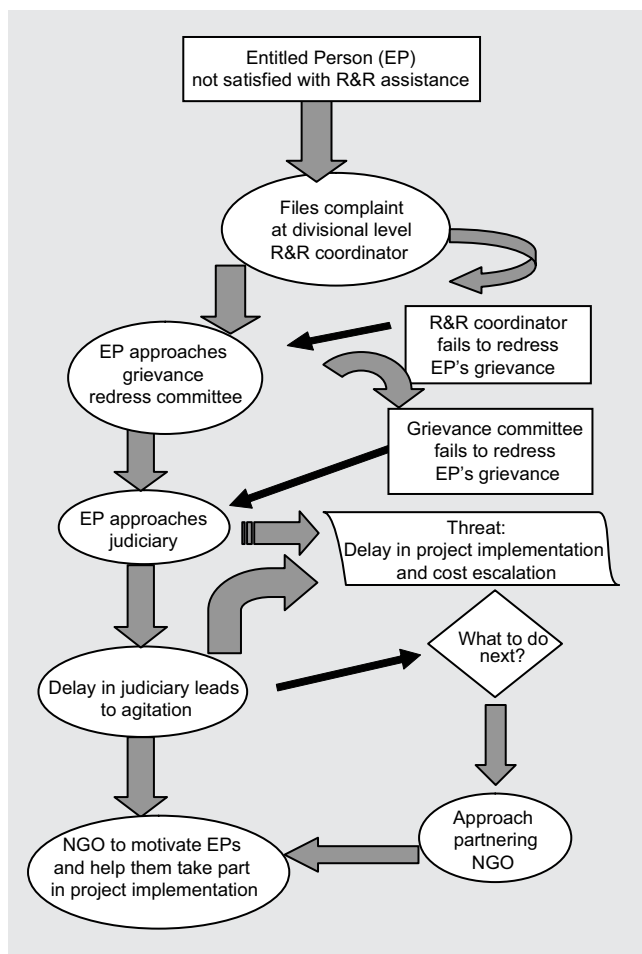 Entitled Person (EP)
not satisfied with R&R assistance
Files complaint
at divisional level
R&R coordinator
R&R coordinator
fails to redress
EP's grievance
EP approaches
grievance
redress committee
Grievance committee
fails to redress
EP's grievance
EP approaches
judiciary
Threat:
Delay in project implementation
and cost escalation
What to do
next?
Delay in judiciary leads
to agitation
Approach
partnering
NGO
NGO to motivate EPs
and help them take part
in project implementation